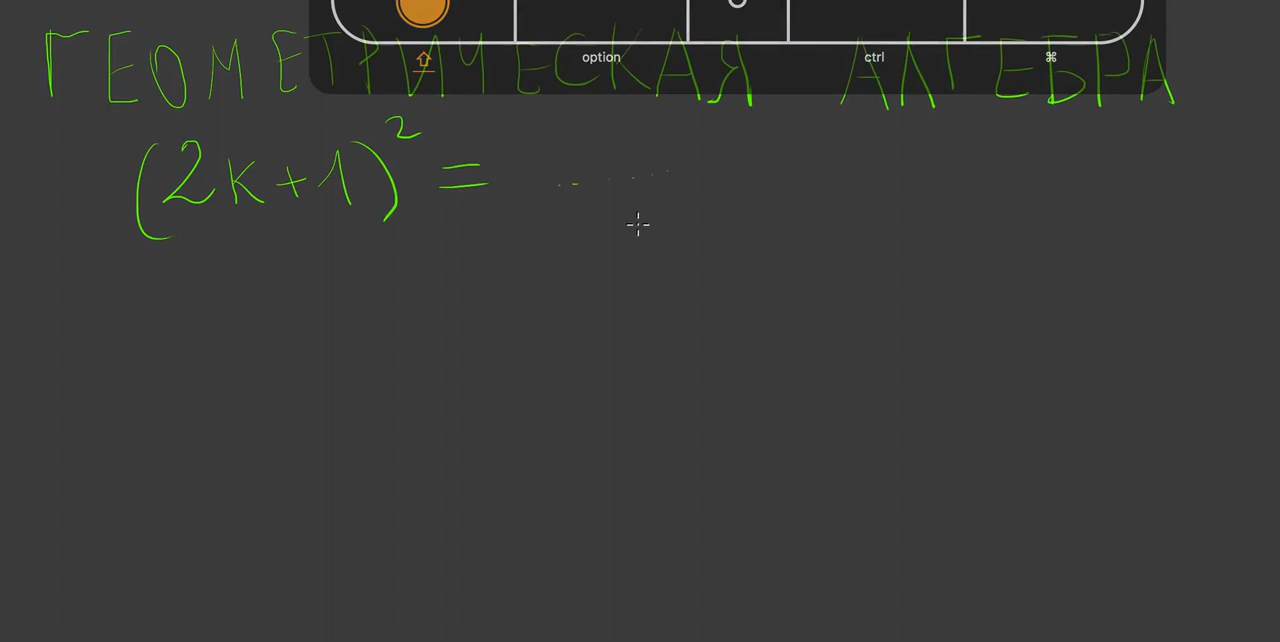 ГЕОМЕТРИЧЕСКАЯ АЛГЕБРА
option ctrl ⌘
(2k+1)² = ......